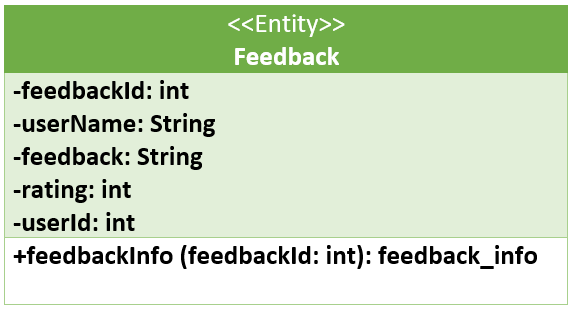 <<Entity>>
Feedback
-feedbackId: int
-userName: String
-feedback: String
-rating: int
-userId: int
+feedbackInfo (feedbackId: int): feedback_info